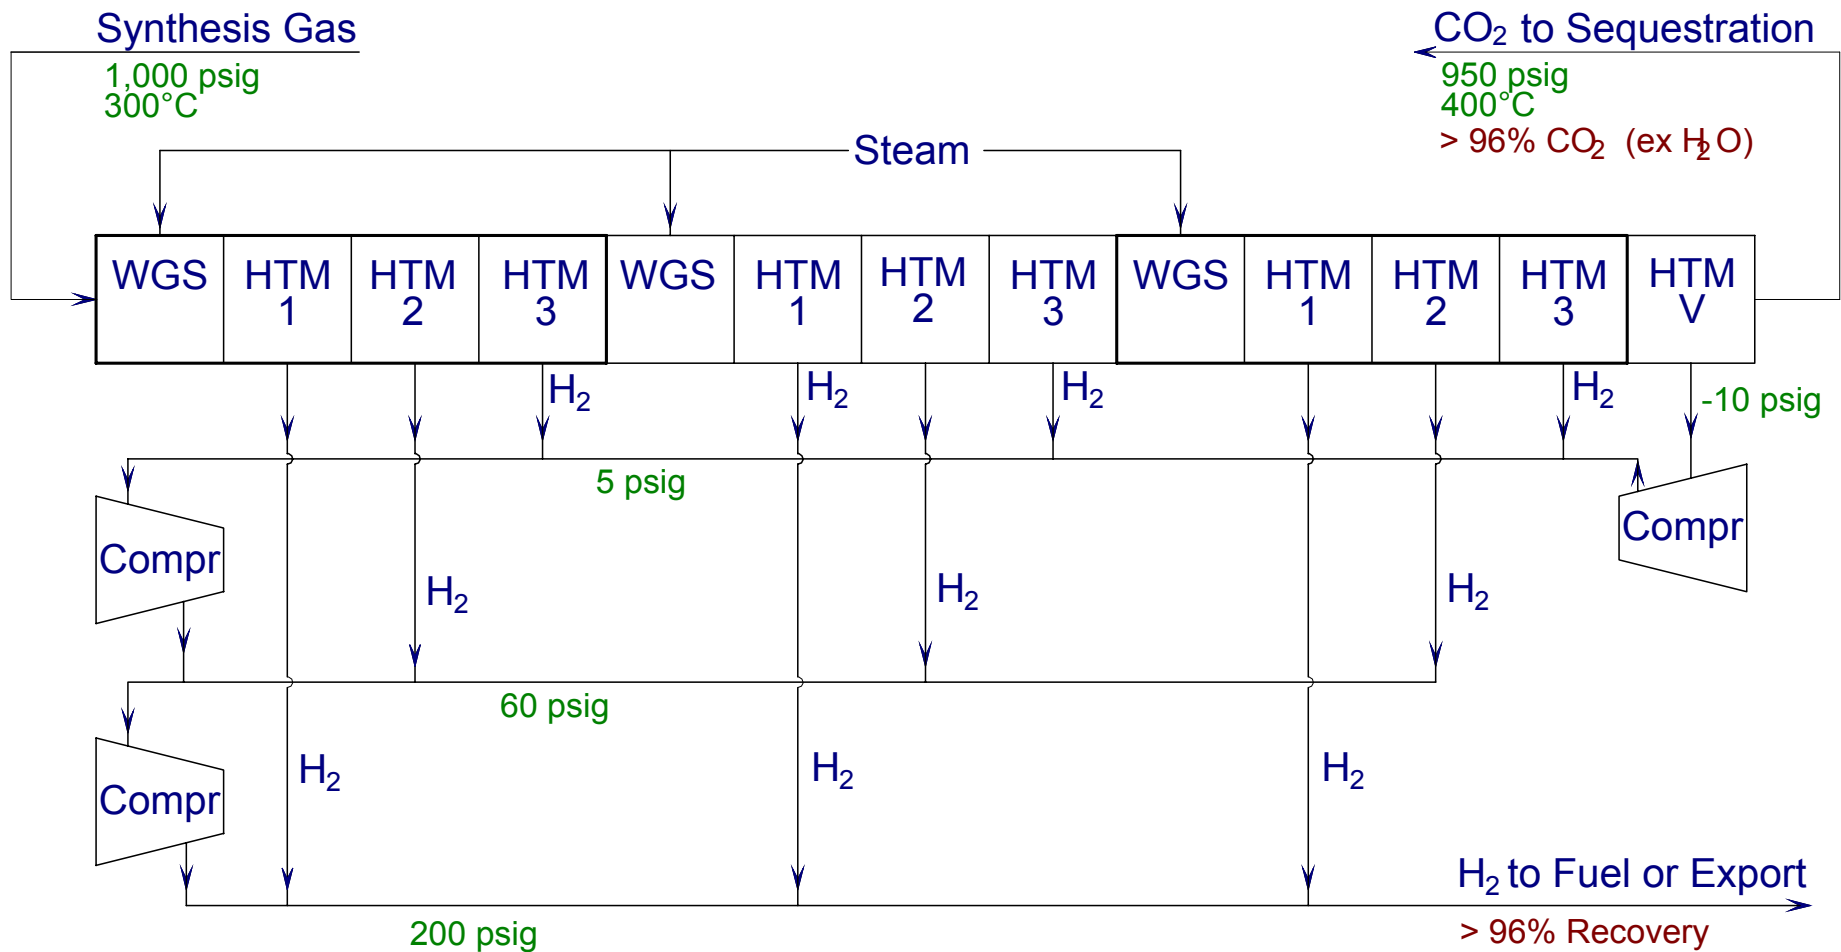 Synthesis Gas
1,000 psig
300°C
CO2 to Sequestration
950 psig
400°C
> 96% CO2 (ex H2O)
Steam
WGS
HTM
1
HTM
2
HTM
3
WGS
HTM
1
HTM
2
HTM
3
WGS
HTM
1
HTM
2
HTM
3
HTM
V
H2
H2
H2
H2
-10 psig
5 psig
Compr
Compr
H2
H2
H2
60 psig
Compr
H2
H2
H2
H2 to Fuel or Export
200 psig
> 96% Recovery